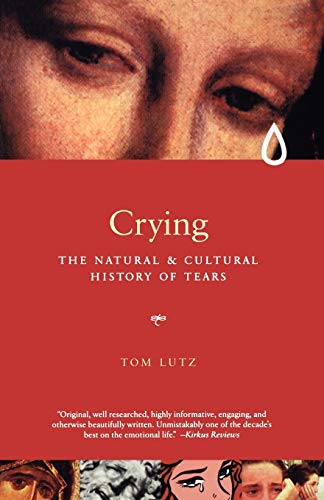 Crying
THE NATURAL & CULTURAL
HISTORY OF TEARS
TOM LUTZ
"Original, well researched, highly informative, engaging, and
otherwise beautifully written. Unmistakably one of the decade's
best on the emotional life." —Kirkus Reviews